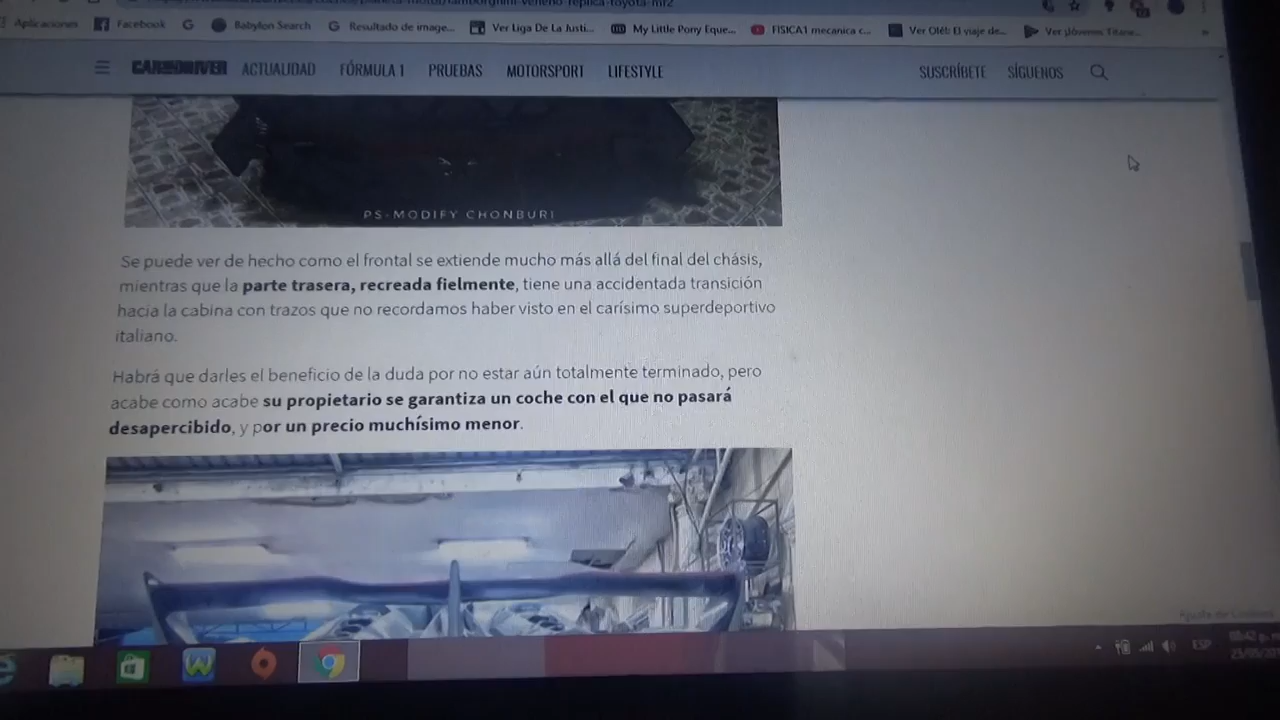 Aplicaciones Facebook Babylon Search Resultado de image... Ver Liga De La Justi... My Little Pony Eque... FÍSICA1 mecanica c... Ver Oléi: El viaje de... Ver ¡Jóvenes Titane... »
CARANDDRIVER ACTUALIDAD FÓRMULA 1 PRUEBAS MOTORSPORT LIFESTYLE SUSCRÍBETE SÍGUENOS
PS-MODIFY CHONBURI
Se puede ver de hecho como el frontal se extiende mucho más allá del final del chásis,
mientras que la parte trasera, recreada fielmente, tiene una accidentada transición
hacia la cabina con trazos que no recordamos haber visto en el carísimo superdeportivo
italiano.
Habrá que darles el beneficio de la duda por no estar aún totalmente terminado, pero
acabe como acabe su propietario se garantiza un coche con el que no pasará
desapercibido, y por un precio muchísimo menor.
ESP